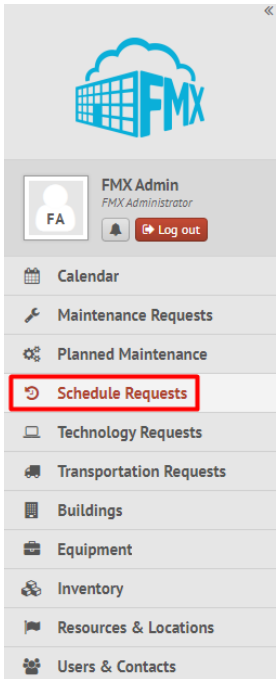 «
FMX
FA
FMX Admin
FMX Administrator
Log out
Calendar
Maintenance Requests
Planned Maintenance
Schedule Requests
Technology Requests
Transportation Requests
Buildings
Equipment
Inventory
Resources & Locations
Users & Contacts